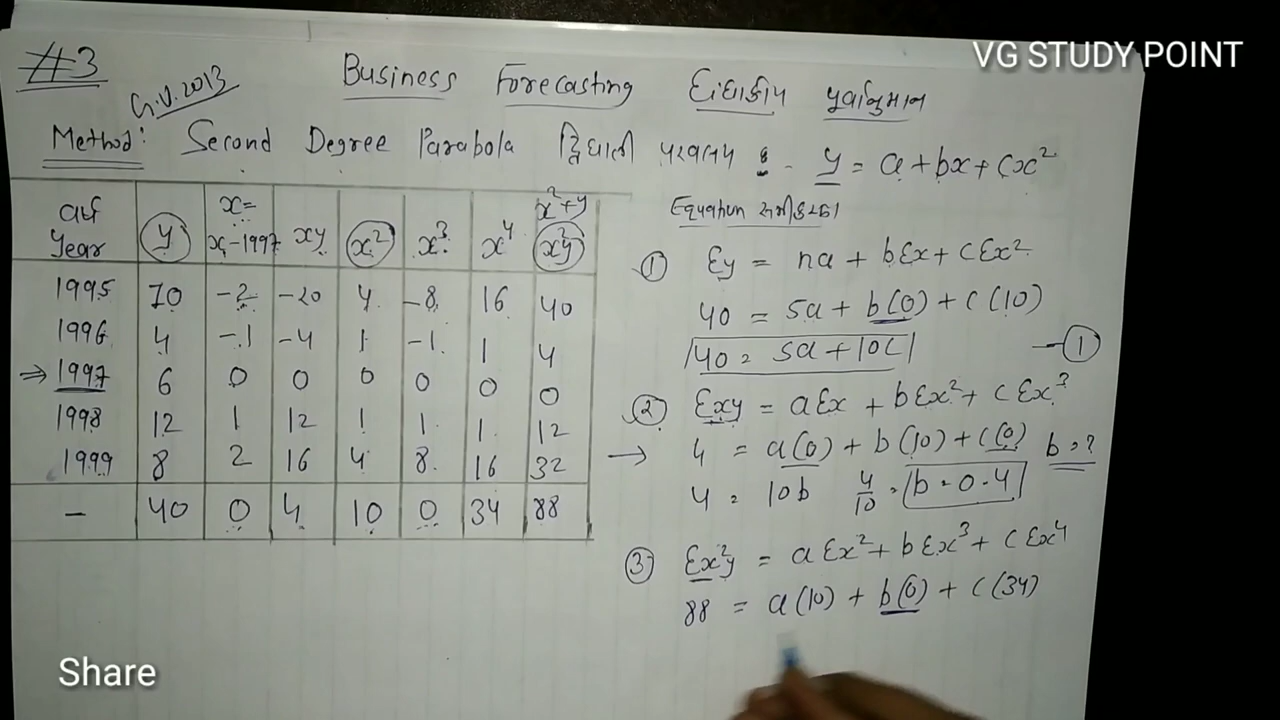 VG STUDY POINT
#3
G.U. 2013
Business Forecasting ધંધાકીય પૂર્વાનુમાન
Method: Second Degree Parabola દ્વિઘાતી પરવલય : - y = a + bx + cx²
વર્ષ Year | y | x = x - 1997 | xy | x² | x³ | x⁴ | x²+y x²y
1995 | 10 | -2 | -20 | 4 | -8 | 16 | 40
1996 | 4 | -1 | -4 | 1 | -1 | 1 | 4
⇒ 1997 | 6 | 0 | 0 | 0 | 0 | 0 | 0
1998 | 12 | 1 | 12 | 1 | 1 | 1 | 12
1999 | 8 | 2 | 16 | 4 | 8 | 16 | 32
- | 40 | 0 | 4 | 10 | 0 | 34 | 88
Equation સમીકરણ
① Σy = na + bΣx + cΣx²
40 = 5a + b(0) + c(10)
40 = 5a + 10c — ①
② Σxy = aΣx + bΣx² + cΣx³
→ 4 = a(0) + b(10) + c(0) b = ?
4 = 10b 4/10 = b = 0.4
③ Σx²y = aΣx² + bΣx³ + cΣx⁴
88 = a(10) + b(0) + c(34)
Share